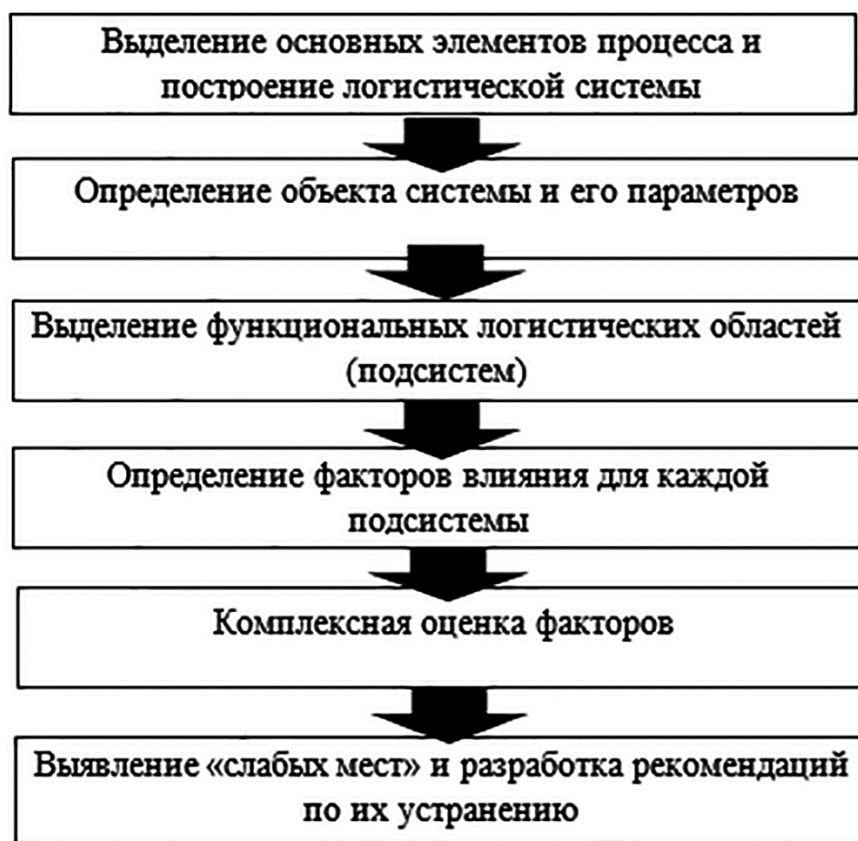 Выделение основных элементов процесса и
построение логистической системы
Определение объекта системы и его параметров
Выделение функциональных логистических областей
(подсистем)
Определение факторов влияния для каждой
подсистемы
Комплексная оценка факторов
Выявление «слабых мест» и разработка рекомендаций
по их устранению